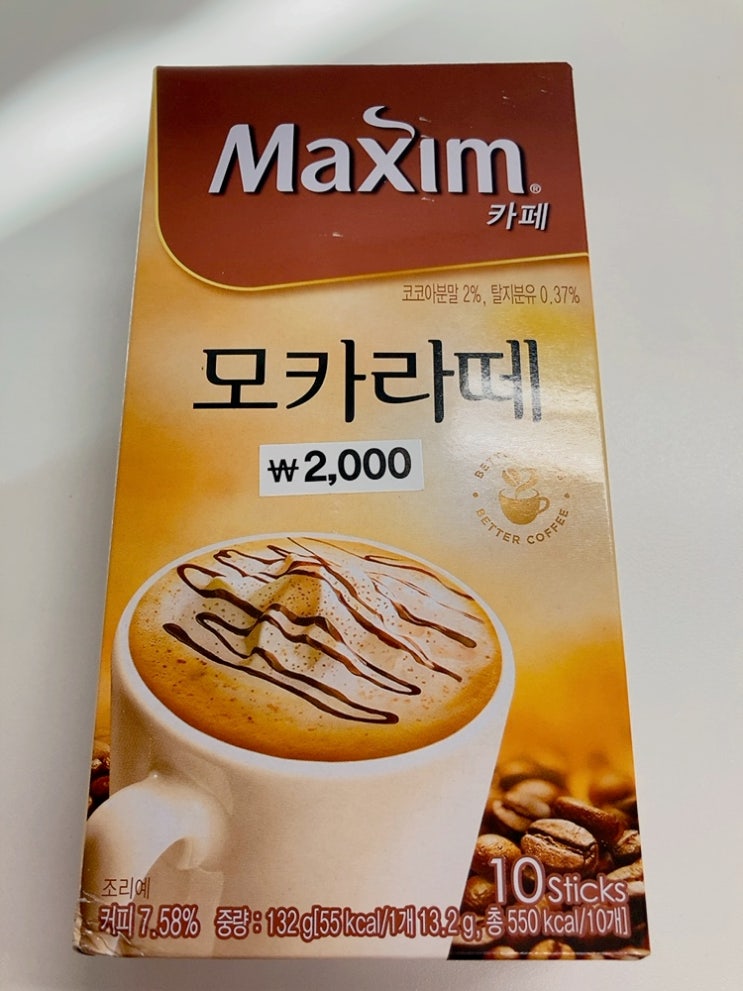 Maxim®
카페
코코아분말 2%, 탈지분유 0.37%
모카라떼
₩2,000
BETTER COFFEE
조리예
10 Sticks
커피 7.58% 중량 : 132 g[55 kcal/1개 13.2 g, 총 550 kcal/10개]